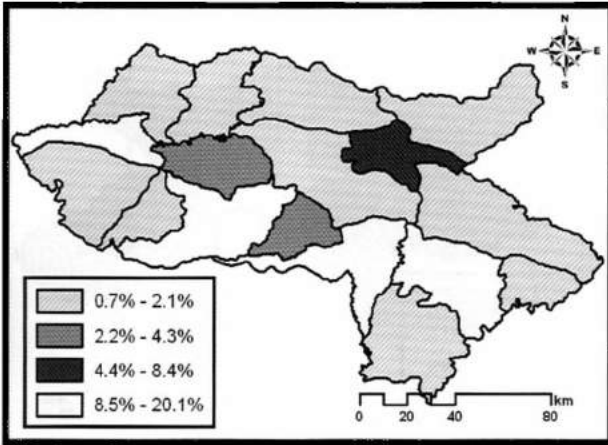 N
W E
S
0.7% - 2.1%
2.2% - 4.3%
4.4% - 8.4%
8.5% - 20.1%
km
0 20 40 80